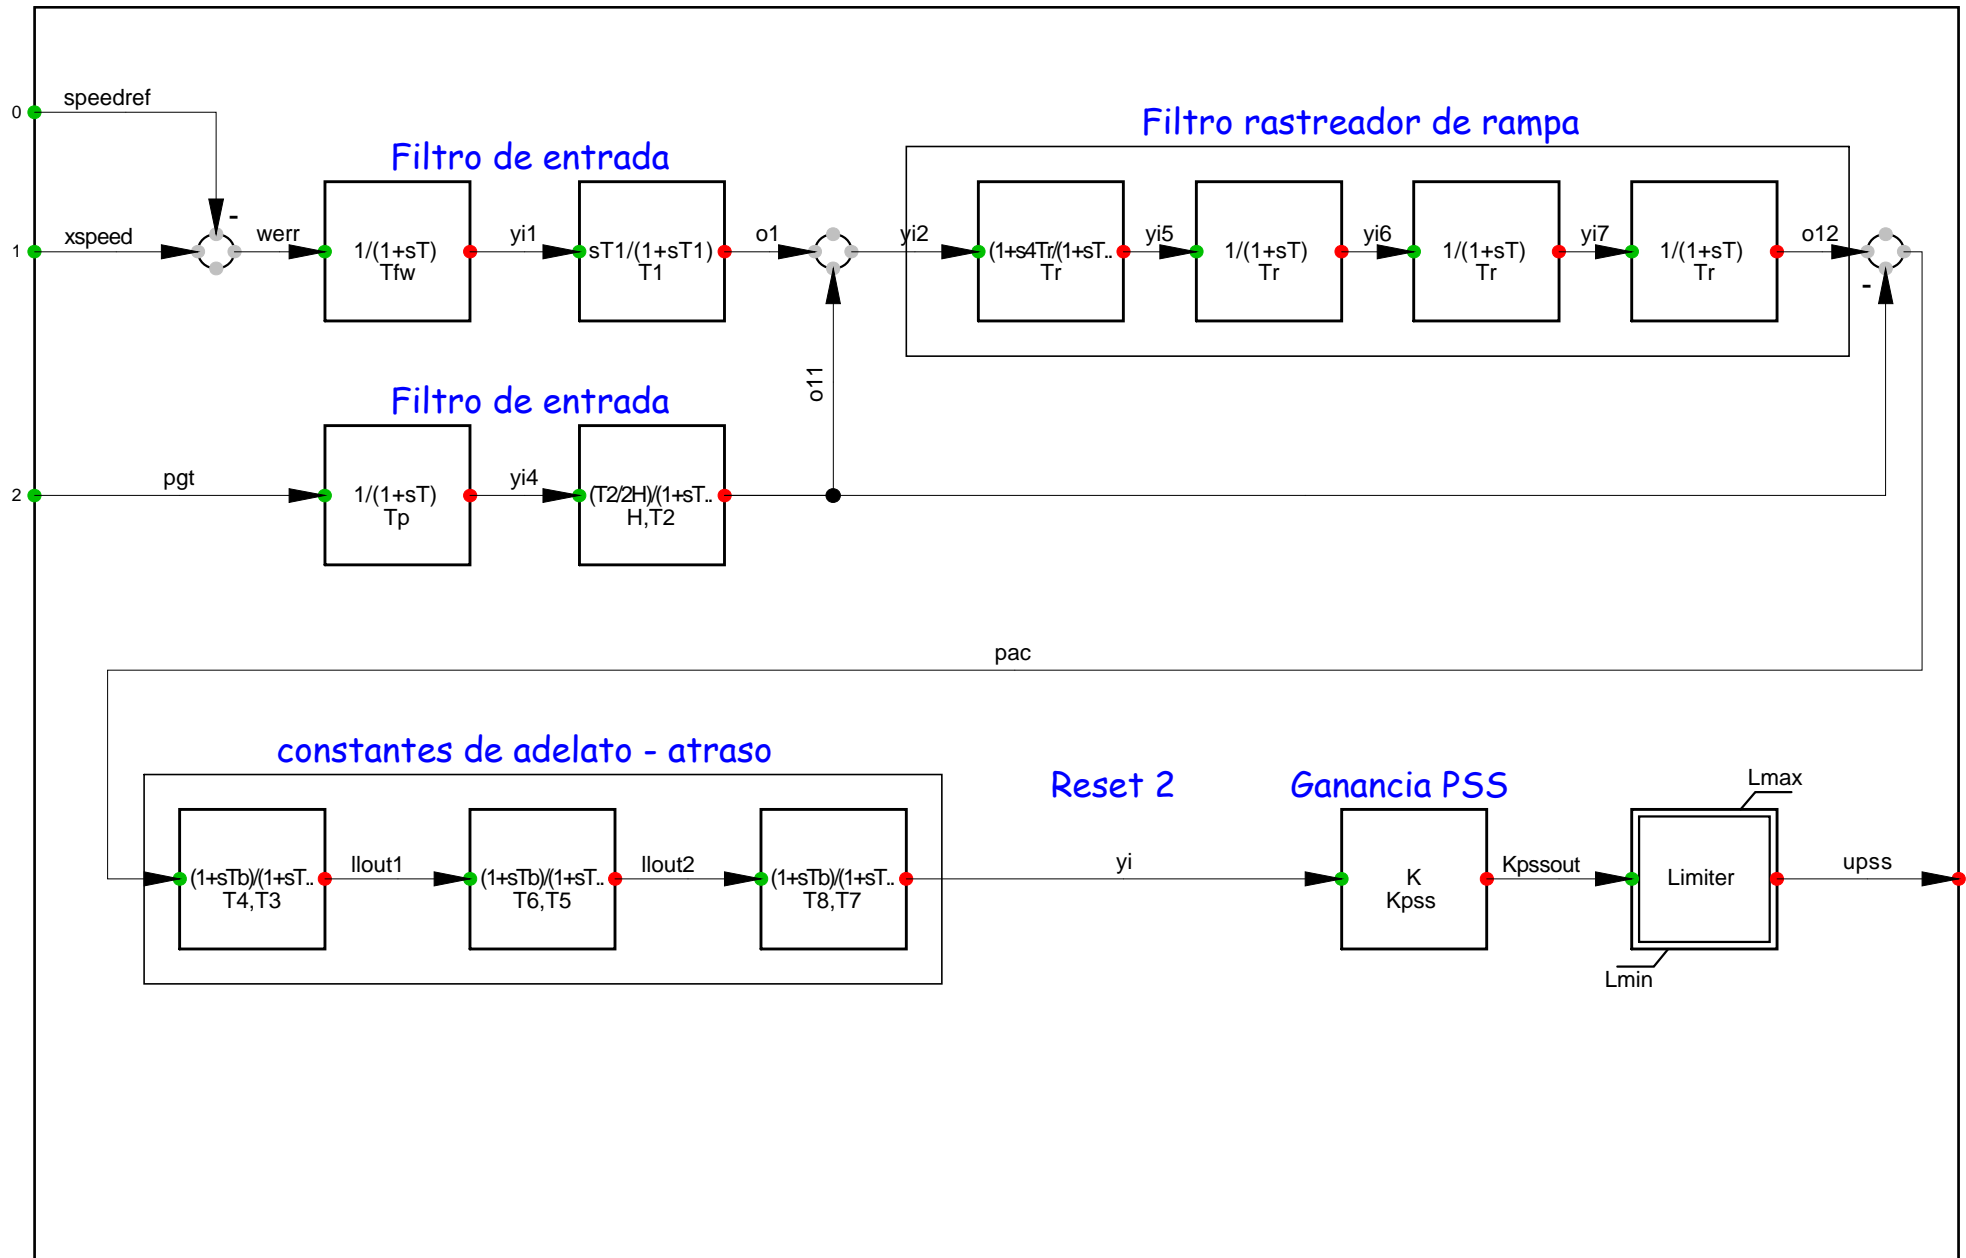 0
speedref
Filtro rastreador de rampa
Filtro de entrada
1
xspeed
-
werr
1/(1+sT)
Tfw
yi1
sT1/(1+sT1)
T1
o1
yi2
(1+s4Tr/(1+sT..
Tr
yi5
1/(1+sT)
Tr
yi6
1/(1+sT)
Tr
yi7
1/(1+sT)
Tr
o12
-
o11
Filtro de entrada
2
pgt
1/(1+sT)
Tp
yi4
(T2/2H)/(1+sT..
H,T2
pac
constantes de adelato - atraso
Reset 2
Ganancia PSS
Lmax
(1+sTb)/(1+sT..
T4,T3
llout1
(1+sTb)/(1+sT..
T6,T5
llout2
(1+sTb)/(1+sT..
T8,T7
yi
K
Kpss
Kpssout
Limiter
upss
Lmin